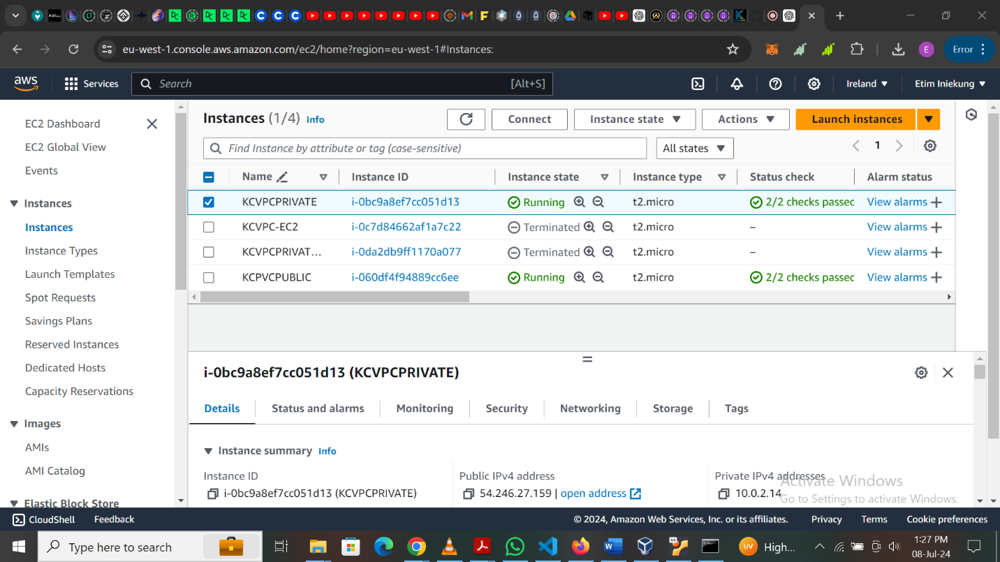 eu-west-1.console.aws.amazon.com/ec2/home?region=eu-west-1#Instances:
E
Error
aws
Services
Search
[Alt+S]
Ireland
Etim Iniekung
EC2 Dashboard
EC2 Global View
Events
Instances
Instances
Instance Types
Launch Templates
Spot Requests
Savings Plans
Reserved Instances
Dedicated Hosts
Capacity Reservations
Images
AMIs
AMI Catalog
Elastic Block Store
Instances (1/4) Info
Connect
Instance state
Actions
Launch instances
Find Instance by attribute or tag (case-sensitive)
All states
1
Name Instance ID Instance state Instance type Status check Alarm status
KCVPCPRIVATE i-0bc9a8ef7cc051d13 Running t2.micro 2/2 checks passed View alarms
KCVPC-EC2 i-0c7d84662af1a7c22 Terminated t2.micro – View alarms
KCVPCPRIVAT... i-0da2db9ff1170a077 Terminated t2.micro – View alarms
KCPVCPUBLIC i-060df4f94889cc6ee Running t2.micro 2/2 checks passed View alarms
i-0bc9a8ef7cc051d13 (KCVPCPRIVATE)
Details Status and alarms Monitoring Security Networking Storage Tags
Instance summary Info
Instance ID Public IPv4 address Private IPv4 addresses
i-0bc9a8ef7cc051d13 (KCVPCPRIVATE) 54.246.27.159 | open address 10.0.2.14
Activate Windows
Go to Settings to activate Windows.
CloudShell Feedback © 2024, Amazon Web Services, Inc. or its affiliates. Privacy Terms Cookie preferences
Type here to search
UV
High...
1:27 PM
08-Jul-24